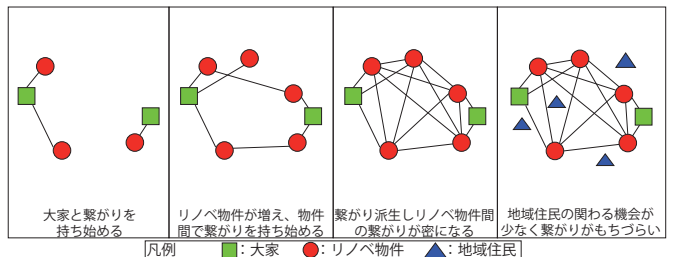 大家と繋がりを
持ち始める
リノベ物件が増え、物件
間で繋がりを持ち始める
繋がり派生しリノベ物件間
の繋がりが密になる
地域住民の関わる機会が
少なく繋がりがもちづらい
凡例 :大家 :リノベ物件 :地域住民